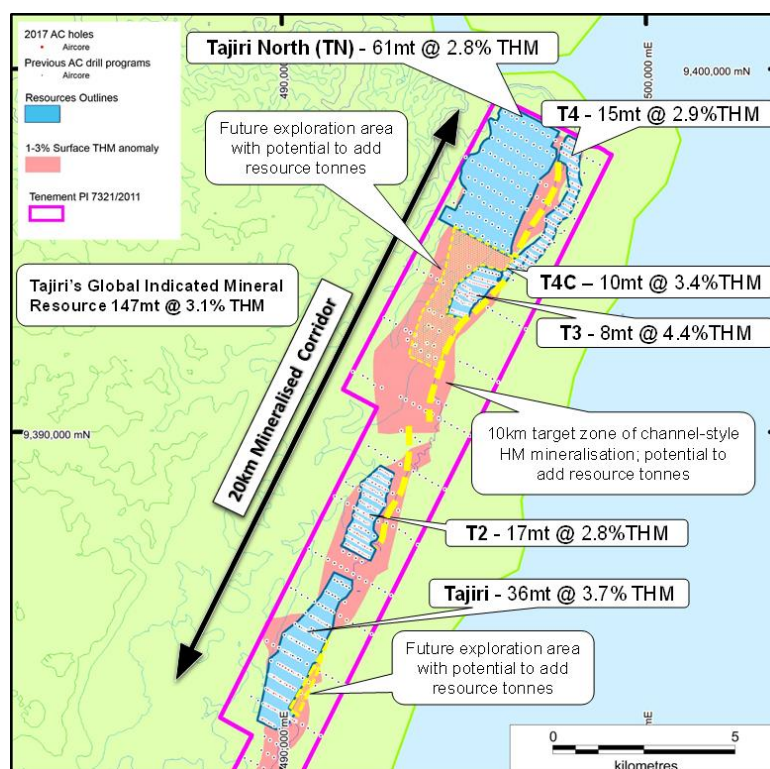 2017 AC holes
Aircore
Previous AC drill programs
Aircore
Resources Outlines
1-3% Surface THM anomaly
Tenement Pl 7321/2011
490,000 mE
500,000 mE
9,400,000 mN
Tajiri North (TN) - 61mt @ 2.8% THM
T4 - 15mt @ 2.9%THM
Future exploration area
with potential to add
resource tonnes
Tajiri's Global Indicated Mineral
Resource 147mt @ 3.1% THM
T4C – 10mt @ 3.4%THM
T3 - 8mt @ 4.4%THM
20km Mineralised Corridor
9,390,000 mN
10km target zone of channel-style
HM mineralisation; potential to
add resource tonnes
T2 - 17mt @ 2.8%THM
Tajiri - 36mt @ 3.7% THM
Future exploration area
with potential to add
resource tonnes
490,000 mE
500,000 mE
0
5
kilometres